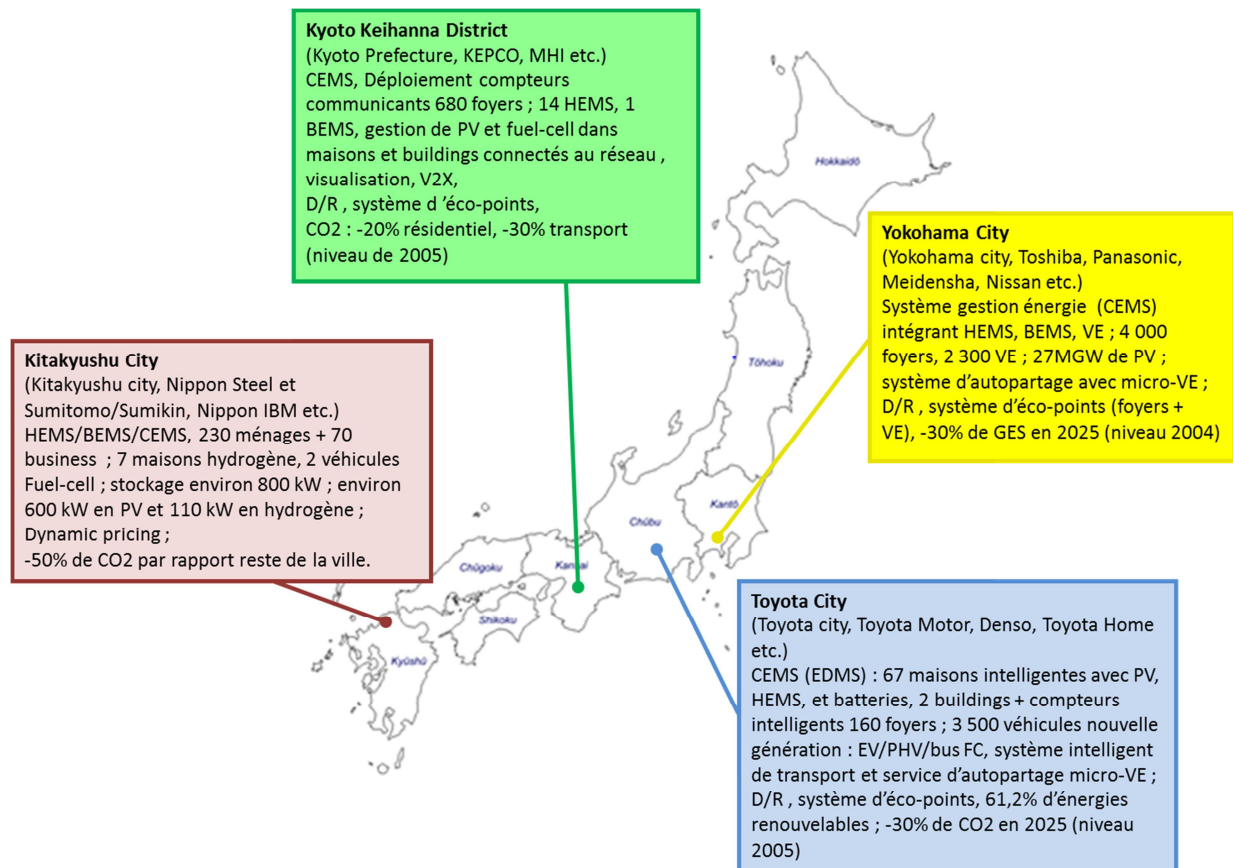 Kyoto Keihanna District
(Kyoto Prefecture, KEPCO, MHI etc.)
CEMS, Déploiement compteurs
communicants 680 foyers ; 14 HEMS, 1
BEMS, gestion de PV et fuel-cell dans
maisons et buildings connectés au réseau ,
visualisation, V2X,
D/R , système d 'éco-points,
CO2 : -20% résidentiel, -30% transport
(niveau de 2005)
Hokkaidō
Yokohama City
(Yokohama city, Toshiba, Panasonic,
Meidensha, Nissan etc.)
Système gestion énergie (CEMS)
intégrant HEMS, BEMS, VE ; 4 000
foyers, 2 300 VE ; 27MGW de PV ;
système d'autopartage avec micro-VE ;
D/R , système d'éco-points (foyers +
VE), -30% de GES en 2025 (niveau 2004)
Tōhoku
Kitakyushu City
(Kitakyushu city, Nippon Steel et
Sumitomo/Sumikin, Nippon IBM etc.)
HEMS/BEMS/CEMS, 230 ménages + 70
business ; 7 maisons hydrogène, 2 véhicules
Fuel-cell ; stockage environ 800 kW ; environ
600 kW en PV et 110 kW en hydrogène ;
Dynamic pricing ;
-50% de CO2 par rapport reste de la ville.
Kantō
Chūbu
Kansai
Chūgoku
Shikoku
Kyūshū
Toyota City
(Toyota city, Toyota Motor, Denso, Toyota Home
etc.)
CEMS (EDMS) : 67 maisons intelligentes avec PV,
HEMS, et batteries, 2 buildings + compteurs
intelligents 160 foyers ; 3 500 véhicules nouvelle
génération : EV/PHV/bus FC, système intelligent
de transport et service d'autopartage micro-VE ;
D/R , système d'éco-points, 61,2% d'énergies
renouvelables ; -30% de CO2 en 2025 (niveau
2005)